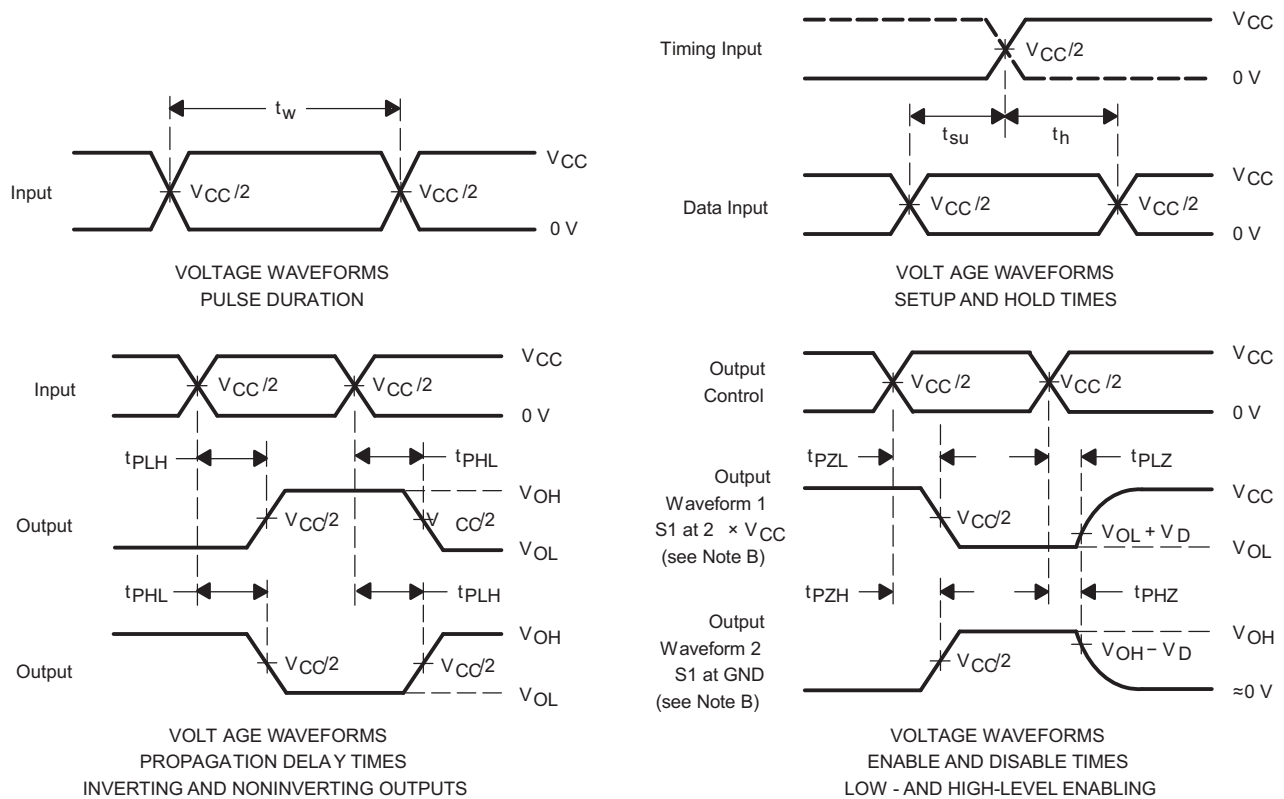 t_w
V_CC
Input
V_CC/2
V_CC/2
0 V
VOLTAGE WAVEFORMS
PULSE DURATION
V_CC
Timing Input
V_CC/2
0 V
t_su
t_h
V_CC
Data Input
V_CC/2
V_CC/2
0 V
VOLT AGE WAVEFORMS
SETUP AND HOLD TIMES
V_CC
Input
V_CC/2
V_CC/2
0 V
t_PLH
t_PHL
V_OH
Output
V_CC/2
V_CC/2
V_OL
t_PHL
t_PLH
V_OH
Output
V_CC/2
V_CC/2
V_OL
VOLT AGE WAVEFORMS
PROPAGATION DELAY TIMES
INVERTING AND NONINVERTING OUTPUTS
V_CC
Output
Control
V_CC/2
V_CC/2
0 V
t_PZL
t_PLZ
Output
Waveform 1
S1 at 2 × V_CC
(see Note B)
V_CC
V_CC/2
V_OL + V_D
V_OL
t_PZH
t_PHZ
Output
Waveform 2
S1 at GND
(see Note B)
V_OH
V_CC/2
V_OH − V_D
≈0 V
VOLTAGE WAVEFORMS
ENABLE AND DISABLE TIMES
LOW - AND HIGH-LEVEL ENABLING